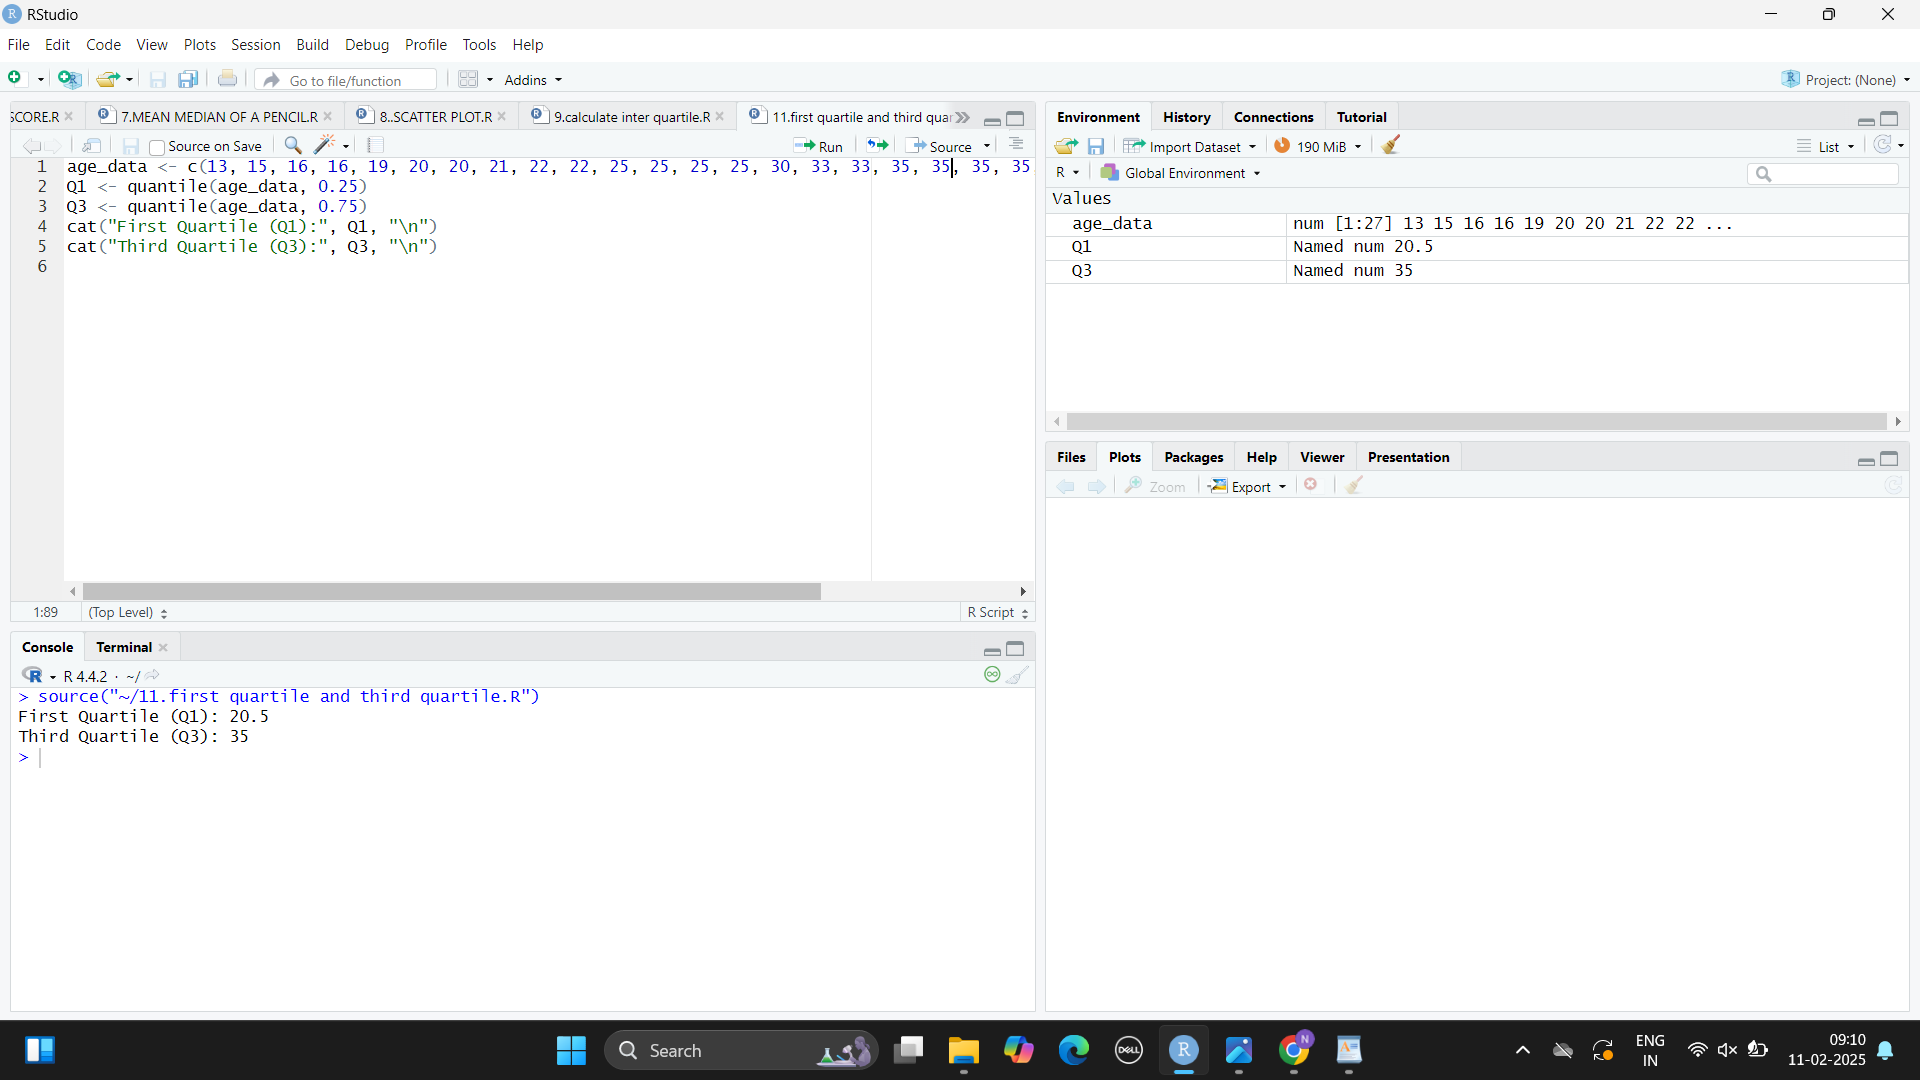 RStudio
File Edit Code View Plots Session Build Debug Profile Tools Help
Go to file/function Addins Project: (None)
SCORE.R 7.MEAN MEDIAN OF A PENCIL.R 8..SCATTER PLOT.R 9.calculate inter quartile.R 11.first quartile and third quar
Source on Save Run Source
1 age_data <- c(13, 15, 16, 16, 19, 20, 20, 21, 22, 22, 25, 25, 25, 25, 30, 33, 33, 35, 35, 35, 35
2 Q1 <- quantile(age_data, 0.25)
3 Q3 <- quantile(age_data, 0.75)
4 cat("First Quartile (Q1):", Q1, "\n")
5 cat("Third Quartile (Q3):", Q3, "\n")
6
1:89 (Top Level) R Script
Console Terminal
R 4.4.2 · ~/
> source("~/11.first quartile and third quartile.R")
First Quartile (Q1): 20.5
Third Quartile (Q3): 35
>
Environment History Connections Tutorial
Import Dataset 190 MiB List
R Global Environment
Values
age_data num [1:27] 13 15 16 16 19 20 20 21 22 22 ...
Q1 Named num 20.5
Q3 Named num 35
Files Plots Packages Help Viewer Presentation
Zoom Export
Search
DELL
N
ENG
IN
09:10
11-02-2025